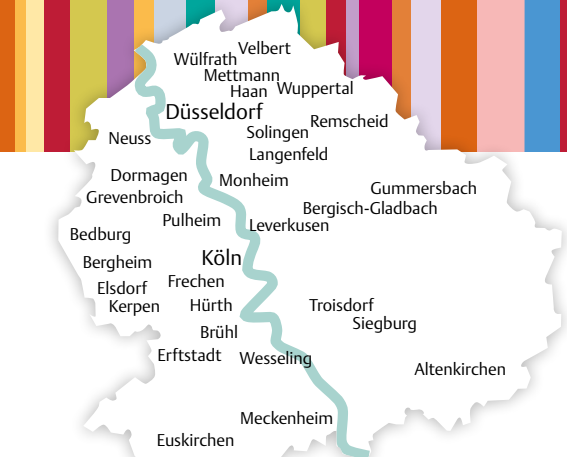 Velbert
Wülfrath
Mettmann
Haan Wuppertal
Düsseldorf
Remscheid
Solingen
Neuss
Langenfeld
Dormagen
Monheim
Gummersbach
Grevenbroich
Bergisch-Gladbach
Pulheim
Leverkusen
Bedburg
Köln
Bergheim
Frechen
Elsdorf
Kerpen
Hürth
Troisdorf
Siegburg
Brühl
Erftstadt
Wesseling
Altenkirchen
Meckenheim
Euskirchen